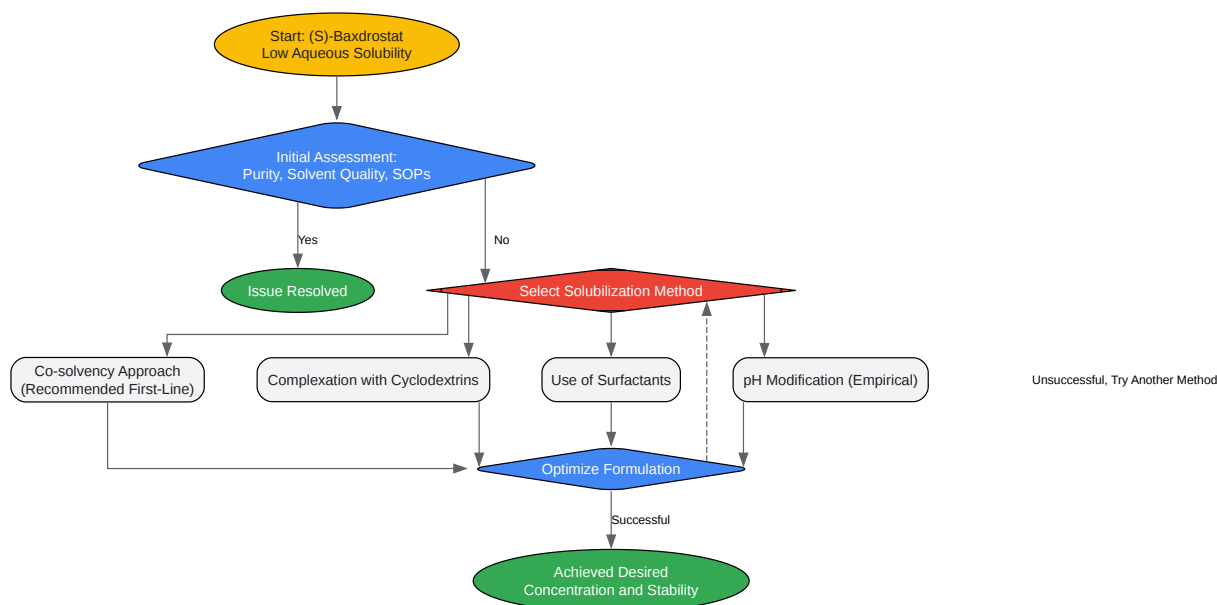 Start: (S)-Baxdrostat
Low Aqueous Solubility
Initial Assessment:
Purity, Solvent Quality, SOPs
Yes
No
Issue Resolved
Select Solubilization Method
Co-solvency Approach
(Recommended First-Line)
Complexation with Cyclodextrins
Use of Surfactants
pH Modification (Empirical)
Unsuccessful, Try Another Method
Optimize Formulation
Successful
Achieved Desired
Concentration and Stability